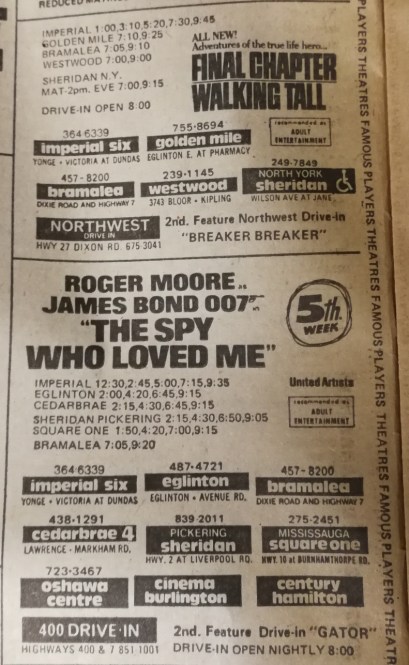 REDUCED
IMPERIAL 1:00,3:10,5:20,7:30,9:45
GOLDEN MILE 7:10,9:25
BRAMALEA 7:05,9:10
WESTWOOD 7:00,9:00
SHERIDAN N.Y.
MAT-2pm. EVE 7:00,9:15
DRIVE-IN OPEN 8:00
ALL NEW!
Adventures of the true life hero...
FINAL CHAPTER
WALKING TALL
recommended as
ADULT
ENTERTAINMENT
364-6339
imperial six
YONGE • VICTORIA AT DUNDAS
755-8694
golden mile
EGLINTON E. AT PHARMACY
457-8200
bramalea
DIXIE ROAD AND HIGHWAY 7
239-1145
westwood
3743 BLOOR • KIPLING
249-7849
NORTH YORK
sheridan
WILSON AVE AT JANE
NORTHWEST
DRIVE IN
HWY 27 DIXON RD. 675-3041
2nd. Feature Northwest Drive-In
"BREAKER BREAKER"
ROGER MOORE
JAMES BOND 007
"THE SPY
WHO LOVED ME"
5th.
WEEK
IMPERIAL 12:30,2:45,5:00,7:15,9:35
EGLINTON 2:00,4:20,6:45,9:15
CEDARBRAE 2:15,4:30,6:45,9:15
SHERIDAN PICKERING 2:15,4:30,6:50,9:05
SQUARE ONE 1:50,4:20,7:00,9:15
BRAMALEA 7:05,9:20
United Artists
recommended as
ADULT
ENTERTAINMENT
364-6339
imperial six
YONGE • VICTORIA AT DUNDAS
487-4721
eglinton
EGLINTON • AVENUE RD.
457-8200
bramalea
DIXIE ROAD AND HIGHWAY 7
438-1291
cedarbrae 4
LAWRENCE - MARKHAM RD.
839-2011
PICKERING
sheridan
HWY. 2 AT LIVERPOOL RD.
275-2451
MISSISSAUGA
square one
HWY. 10 at BURNHAMTHORPE RD.
723-3467
oshawa
centre
cinema
burlington
century
hamilton
400 DRIVE-IN
HIGHWAYS 400 & 7 851-1001
2nd. Feature Drive-in "GATOR"
DRIVE-IN OPEN NIGHTLY 8:00
PLAYERS THEATRES FAMOUS PLAYERS THEATRES FAMOUS PLAYERS THEATRES FAMOUS PLAYERS THEATR